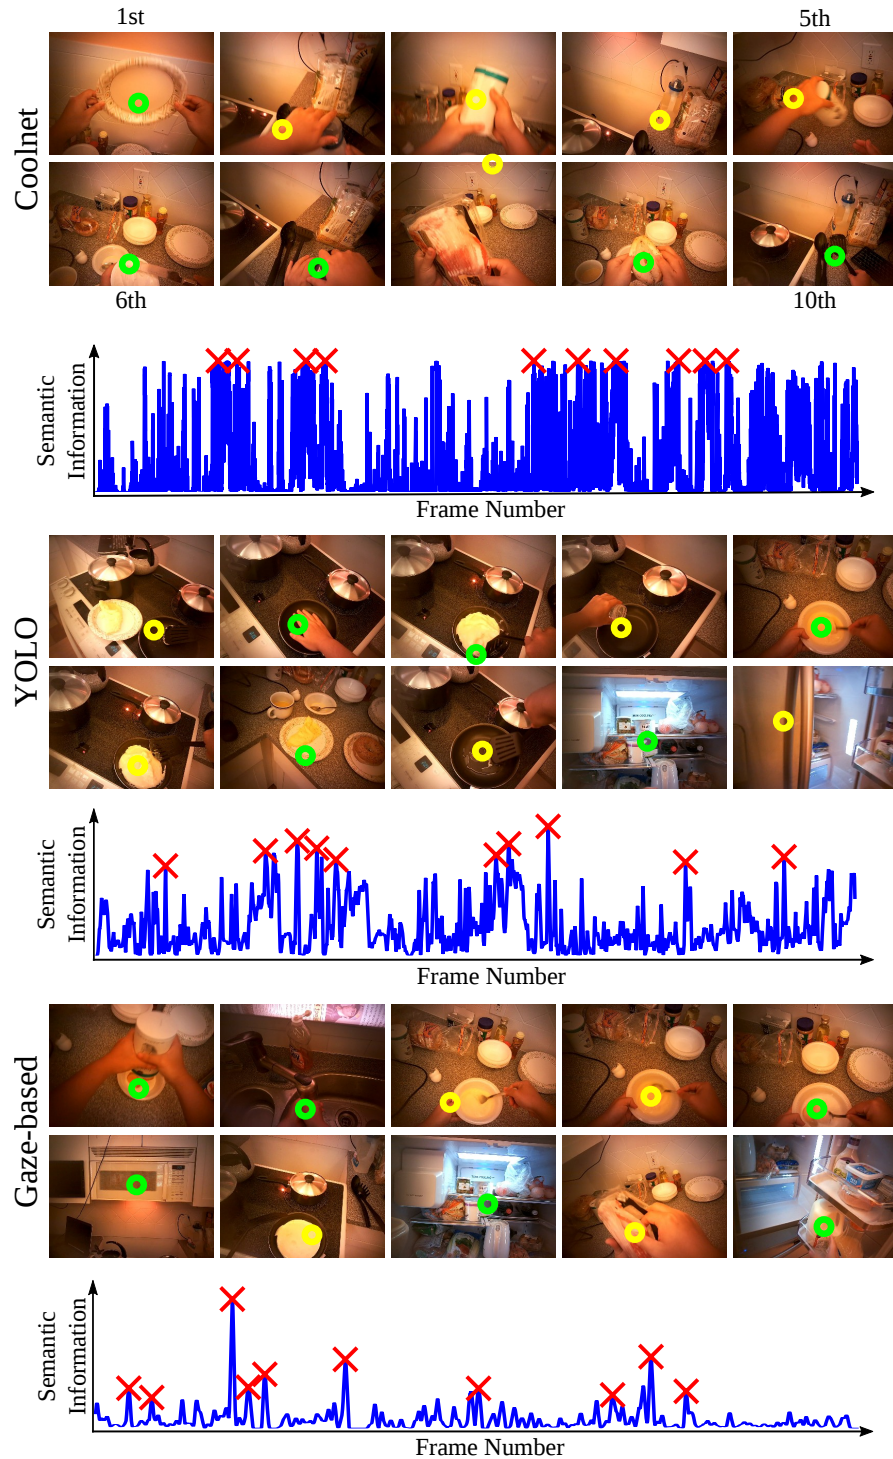 1st
5th
Coolnet
6th
10th
Semantic
Information
Frame Number
YOLO
Semantic
Information
Frame Number
Gaze-based
Semantic
Information
Frame Number